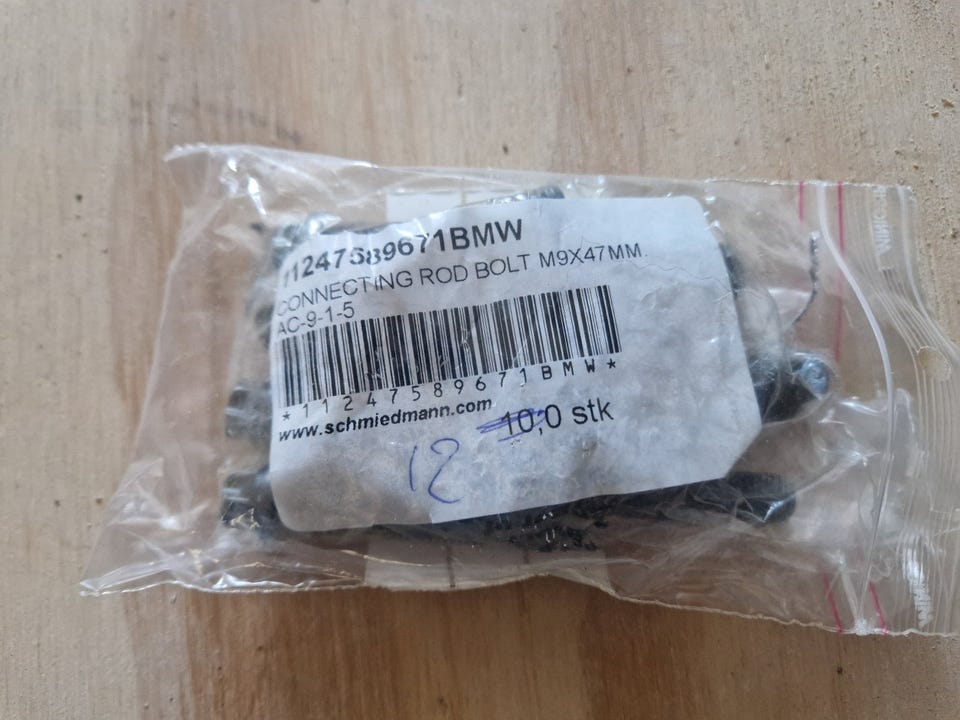 11247589671BMW
CONNECTING ROD BOLT M9X47MM.
AC-9-1-5
*11247589671BMW*
www.schmiedmann.com
10,0 stk
12